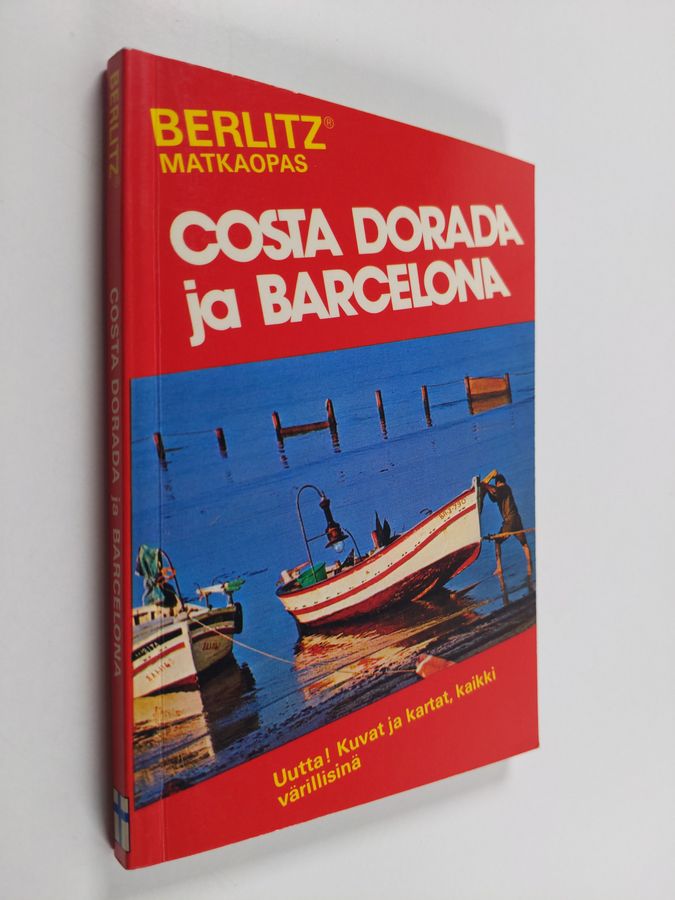 BERLITZ®
MATKAOPAS
COSTA DORADA
ja BARCELONA
Uutta! Kuvat ja kartat, kaikki
värillisinä
BERLITZ®
COSTA DORADA ja BARCELONA